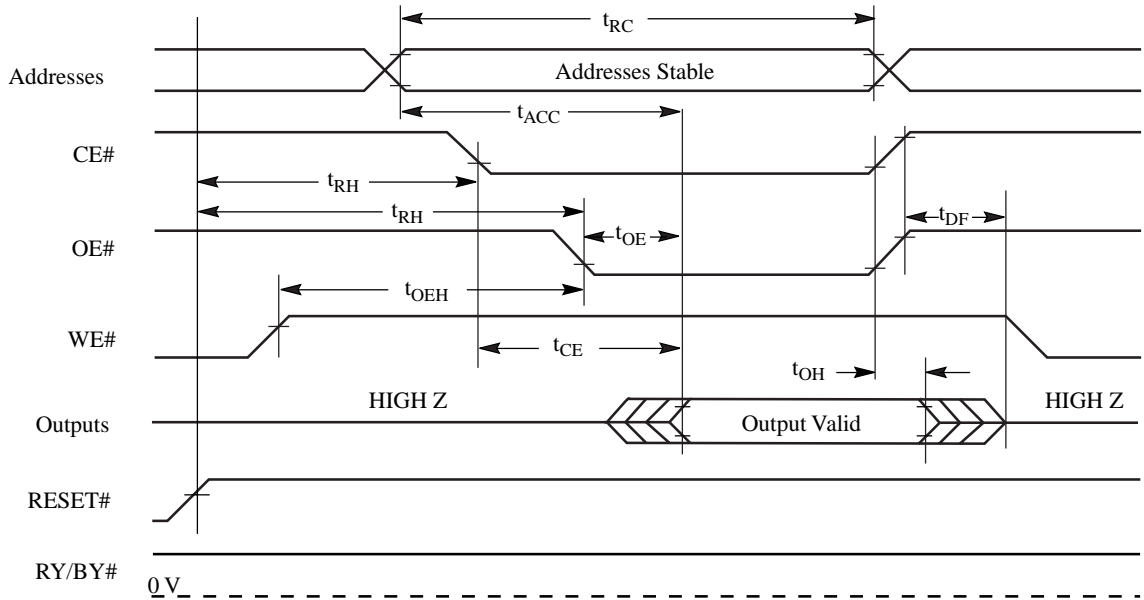 tRC
Addresses
Addresses Stable
tACC
CE#
tRH
tRH
tOE
tDF
OE#
tOEH
WE#
tCE
tOH
HIGH Z
HIGH Z
Outputs
Output Valid
RESET#
RY/BY#
0 V